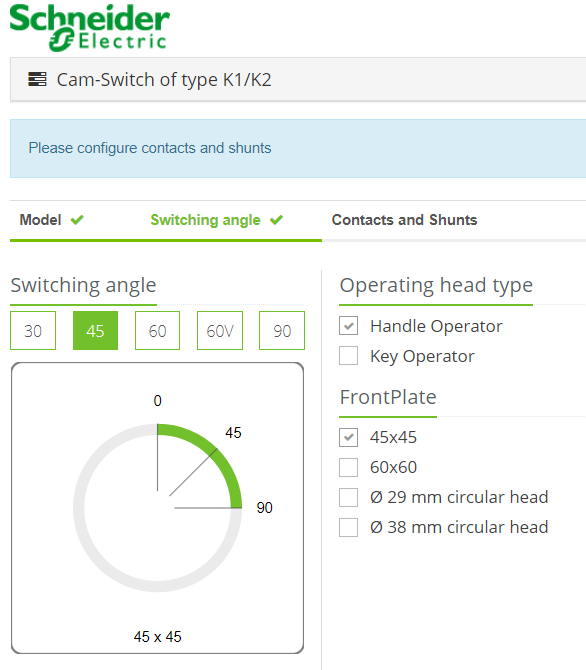 Schneider
Electric
Cam-Switch of type K1/K2
Please configure contacts and shunts
Model
Switching angle
Contacts and Shunts
Switching angle
30
45
60
60V
90
0
45
90
45 x 45
Operating head type
Handle Operator
Key Operator
FrontPlate
45x45
60x60
Ø 29 mm circular head
Ø 38 mm circular head